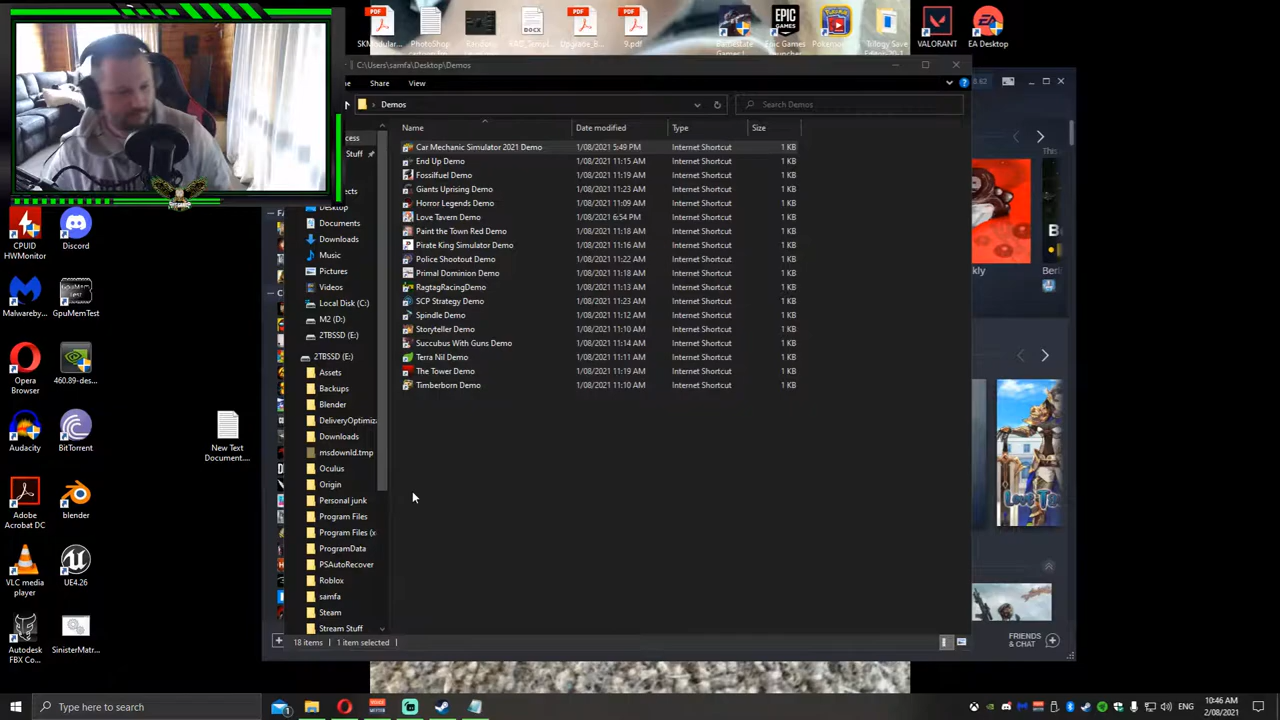 SKModular...
PhotoShop
DOCX
Upgrade_B...
9.pdf
Epic Games
VALORANT
EA Desktop
C:\Users\samfa\Desktop\Demos
Share
View
Demos
Search Demos
Name
Date modified
Type
Size
Car Mechanic Simulator 2021 Demo 1/08/2021 5:49 PM Internet Shortcut 1 KB
End Up Demo 1/08/2021 11:15 AM Internet Shortcut 1 KB
Fossilfuel Demo 1/08/2021 11:19 AM Internet Shortcut 1 KB
Giants Uprising Demo 1/08/2021 11:23 AM Internet Shortcut 1 KB
Horror Legends Demo 1/08/2021 11:09 AM Internet Shortcut 1 KB
Love Tavern Demo 1/08/2021 6:54 PM Internet Shortcut 1 KB
Paint the Town Red Demo 1/08/2021 11:18 AM Internet Shortcut 1 KB
Pirate King Simulator Demo 1/08/2021 11:16 AM Internet Shortcut 1 KB
Police Shootout Demo 1/08/2021 11:22 AM Internet Shortcut 1 KB
Primal Dominion Demo 1/08/2021 11:18 AM Internet Shortcut 1 KB
RagtagRacingDemo 1/08/2021 11:13 AM Internet Shortcut 1 KB
SCP Strategy Demo 1/08/2021 11:23 AM Internet Shortcut 1 KB
Spindle Demo 1/08/2021 11:12 AM Internet Shortcut 1 KB
Storyteller Demo 1/08/2021 11:10 AM Internet Shortcut 1 KB
Succubus With Guns Demo 1/08/2021 11:14 AM Internet Shortcut 1 KB
Terra Nil Demo 1/08/2021 11:11 AM Internet Shortcut 1 KB
The Tower Demo 1/08/2021 11:19 AM Internet Shortcut 1 KB
Timberborn Demo 1/08/2021 11:10 AM Internet Shortcut 1 KB
Stuff
Desktop
Documents
Downloads
Music
Pictures
Videos
Local Disk (C:)
M2 (D:)
2TBSSD (E:)
2TBSSD (E:)
Assets
Backups
Blender
DeliveryOptimiz
Downloads
msdownld.tmp
Oculus
Origin
Personal junk
Program Files
Program Files (x
ProgramData
PSAutoRecover
Roblox
samfa
Steam
Stream Stuff
18 items
1 item selected
This
FRIENDS
& CHAT
CPUID
HWMonitor
Discord
Malwareby...
GpuMemTest
Opera
Browser
460.89-des...
Audacity
BitTorrent
New Text
Document....
Adobe
Acrobat DC
blender
VLC media
player
UE4.26
Autodesk
FBX Co...
SinisterMatr...
Type here to search
10:46 AM
2/08/2021